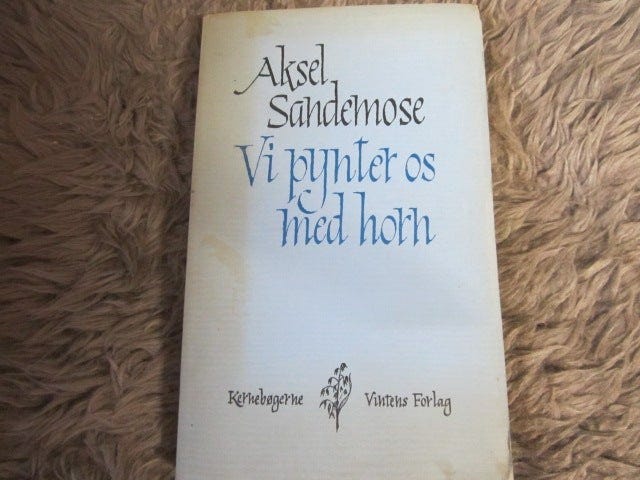 Aksel
Sandemose
Vi pynter os
med horn
Kernebøgerne Vintens Forlag